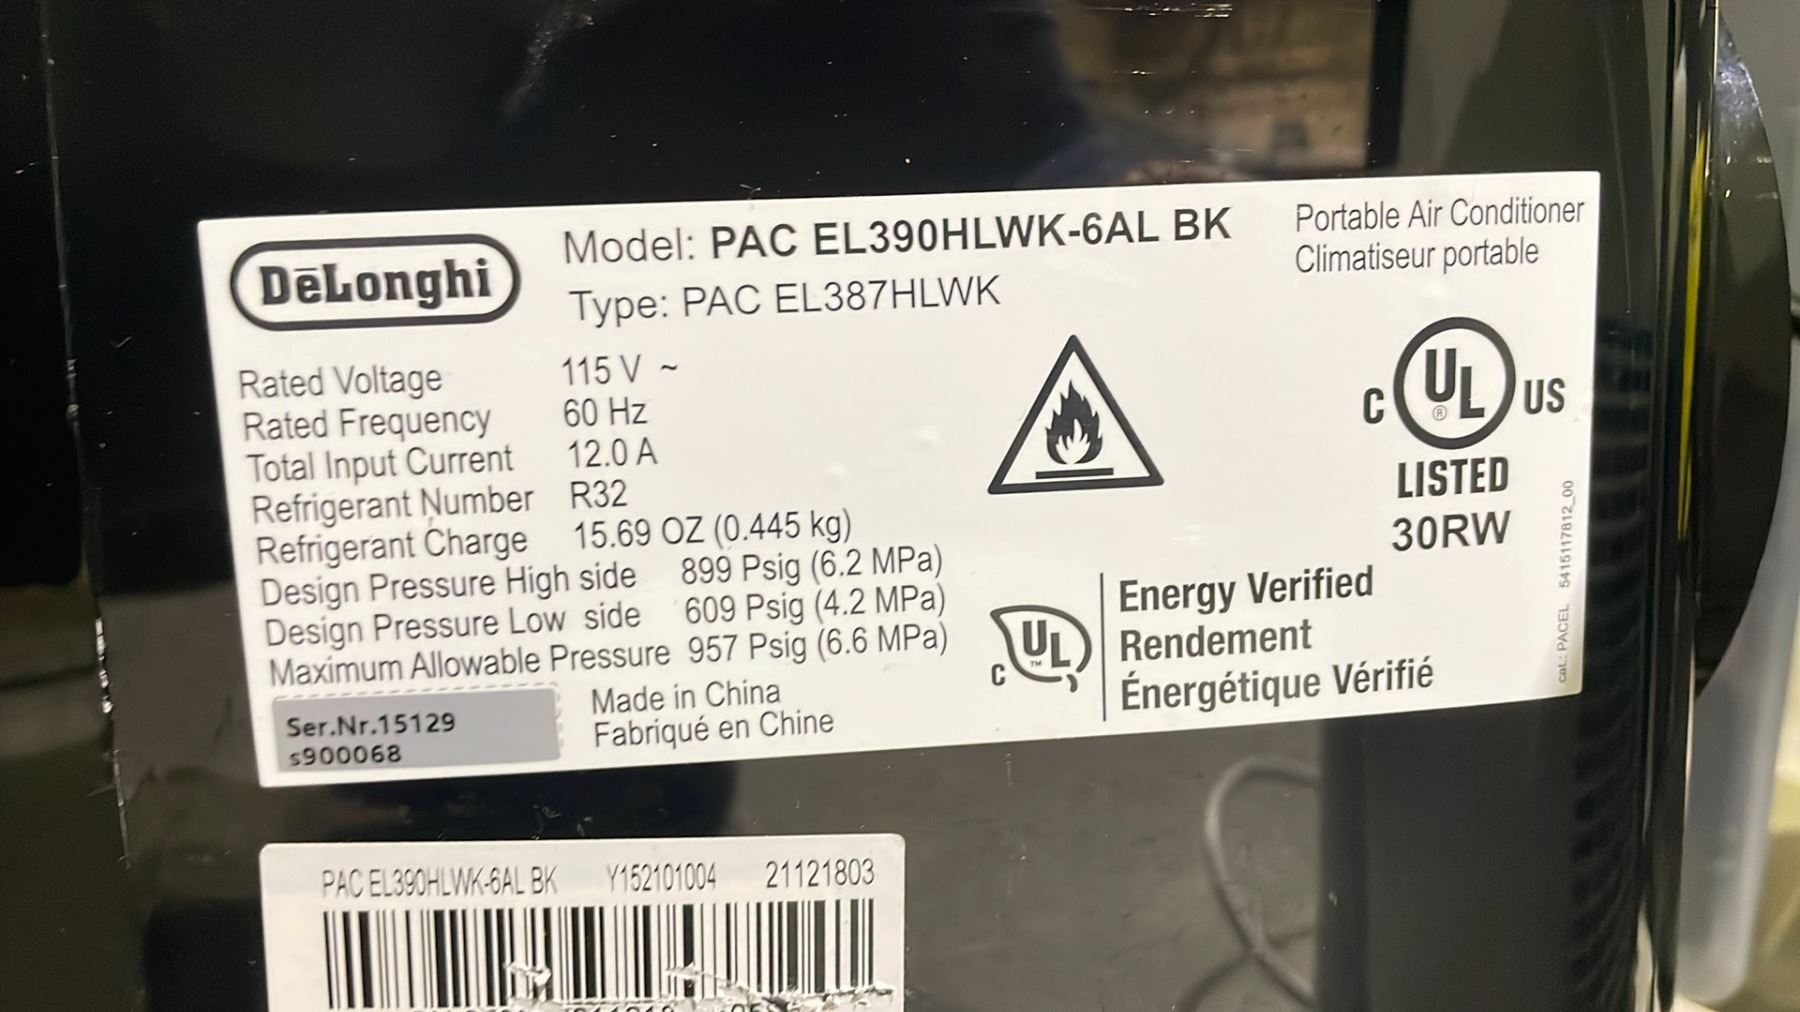 DēLonghi
Model: PAC EL390HLWK-6AL BK
Type: PAC EL387HLWK
Portable Air Conditioner
Climatiseur portable
Rated Voltage 115 V ~
Rated Frequency 60 Hz
Total Input Current 12.0 A
Refrigerant Number R32
Refrigerant Charge 15.69 OZ (0.445 kg)
Design Pressure High side 899 Psig (6.2 MPa)
Design Pressure Low side 609 Psig (4.2 MPa)
Maximum Allowable Pressure 957 Psig (6.6 MPa)
Ser.Nr.15129
s900068
Made in China
Fabriqué en Chine
C UL ® US
LISTED
30RW
C UL ™
Energy Verified
Rendement
Énergétique Vérifié
cat.: PACEL 5415117812_00
PAC EL390HLWK-6AL BK Y152101004 21121803